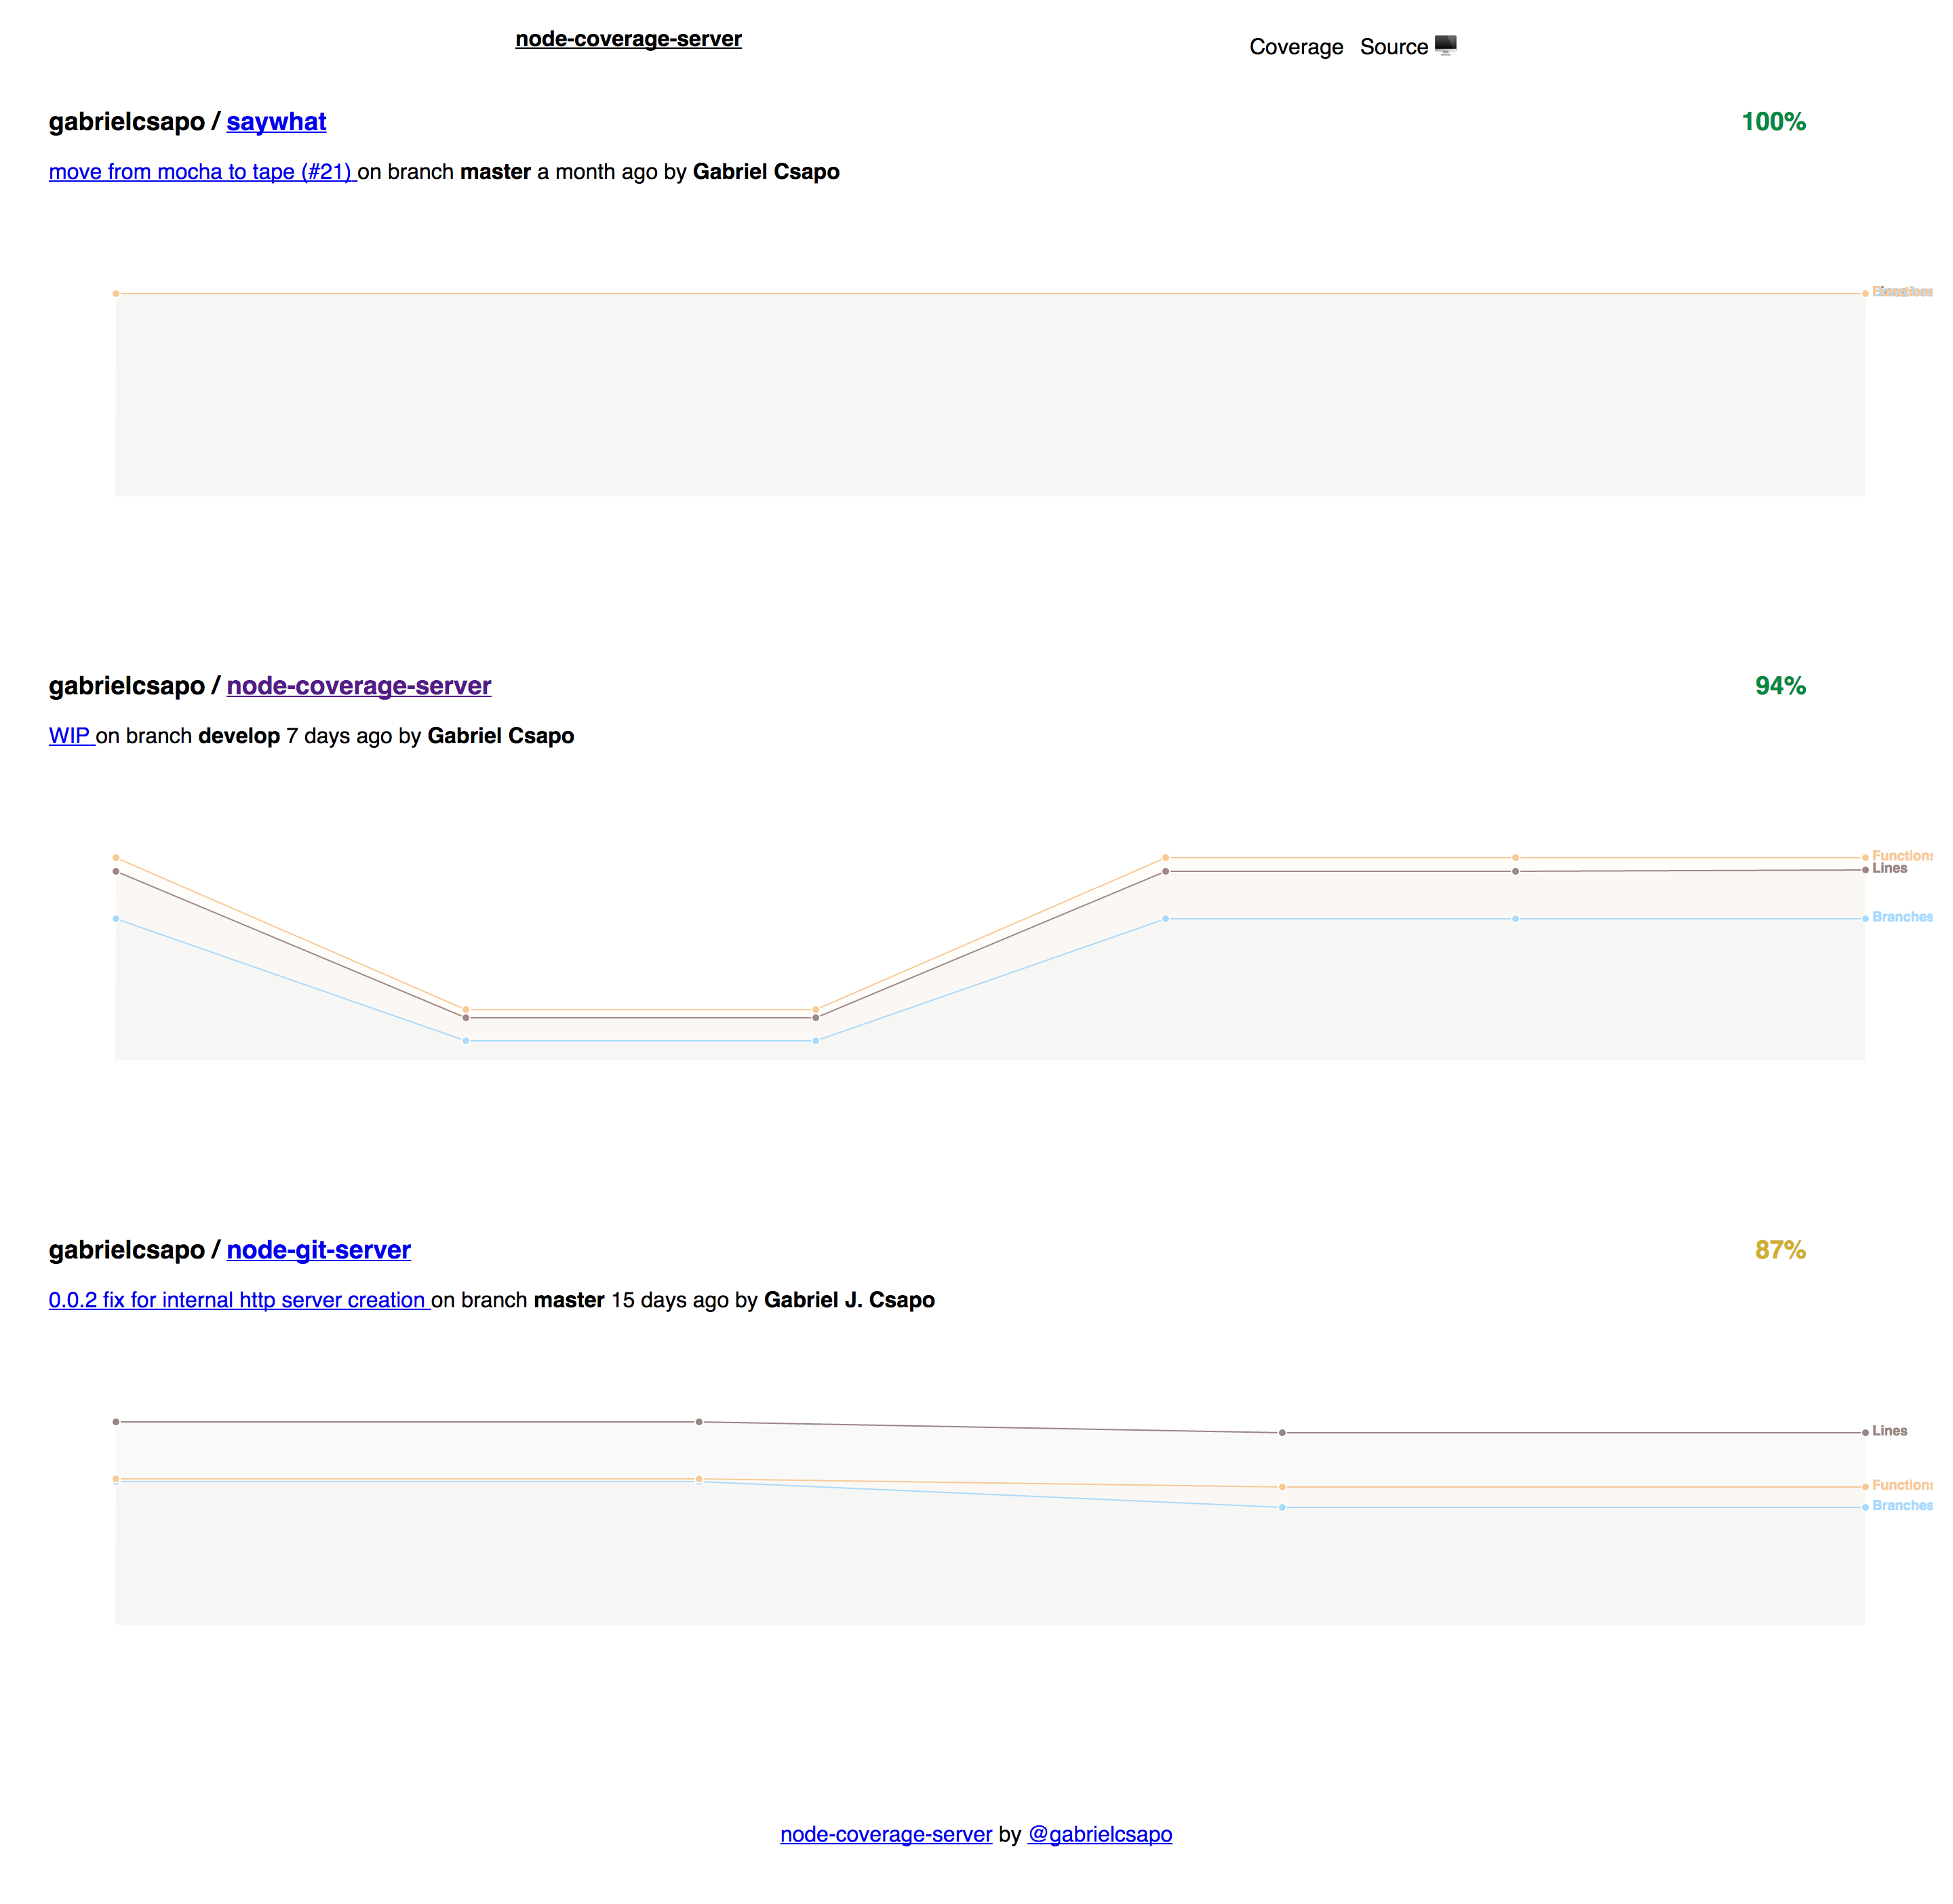 node-coverage-server
Coverage Source
gabrielcsapo / saywhat 100%
move from mocha to tape (#21) on branch master a month ago by Gabriel Csapo
gabrielcsapo / node-coverage-server 94%
WIP on branch develop 7 days ago by Gabriel Csapo
Functions
Lines
Branches
gabrielcsapo / node-git-server 87%
0.0.2 fix for internal http server creation on branch master 15 days ago by Gabriel J. Csapo
Lines
Functions
Branches
node-coverage-server by @gabrielcsapo